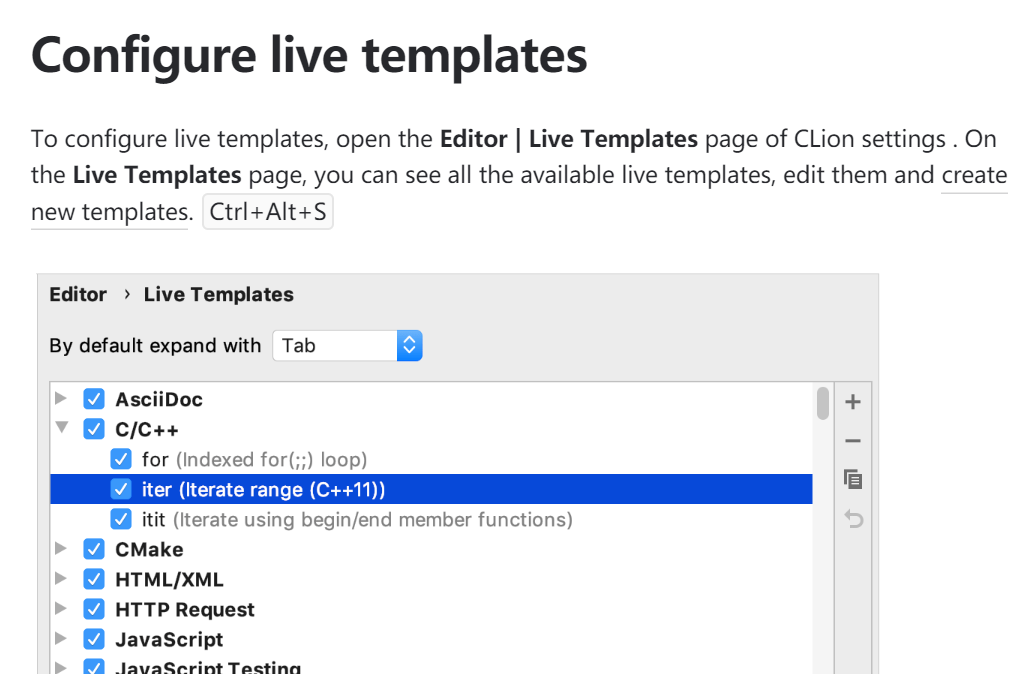 Configure live templates
To configure live templates, open the Editor | Live Templates page of CLion settings . On
the Live Templates page, you can see all the available live templates, edit them and create
new templates. Ctrl+Alt+S
Editor › Live Templates
By default expand with Tab
AsciiDoc
C/C++
for (Indexed for(;;) loop)
iter (Iterate range (C++11))
itit (Iterate using begin/end member functions)
CMake
HTML/XML
HTTP Request
JavaScript
JavaScript Testing